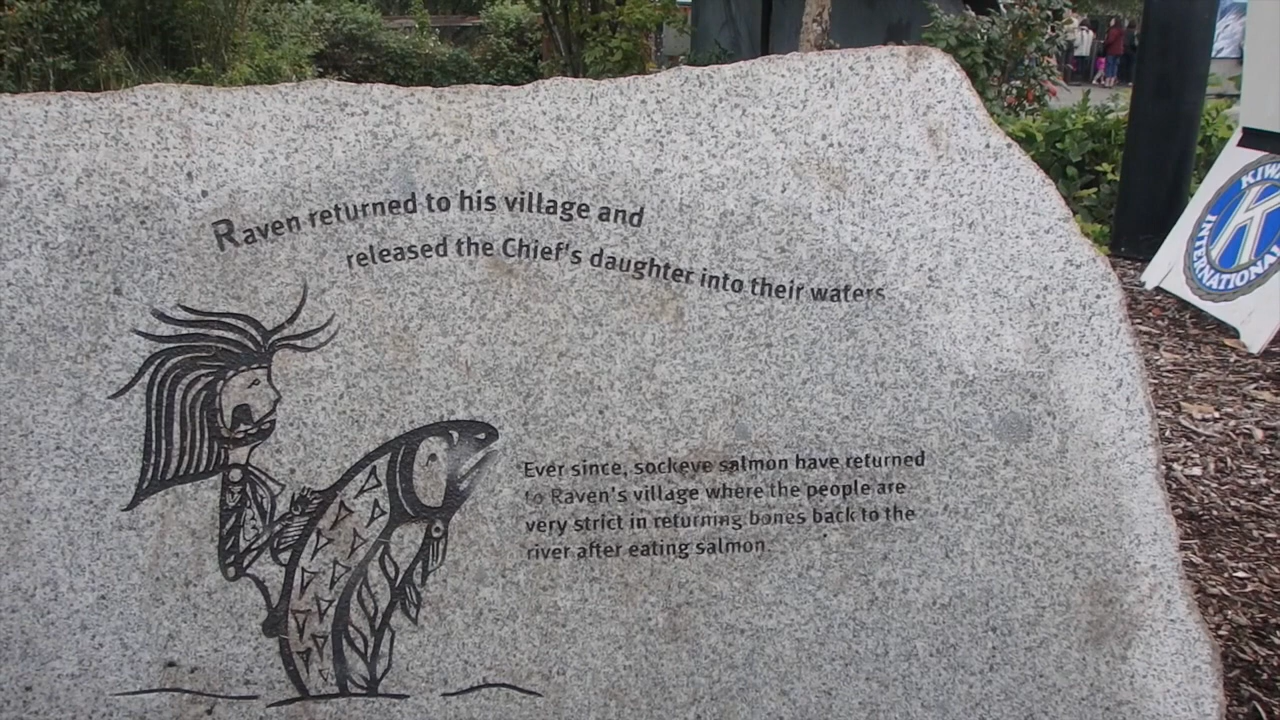 Raven returned to his village and
released the Chief's daughter into their waters
Ever since, sockeye salmon have returned
to Raven's village where the people are
very strict in returning bones back to the
river after eating salmon.
K
INTERNATIONAL